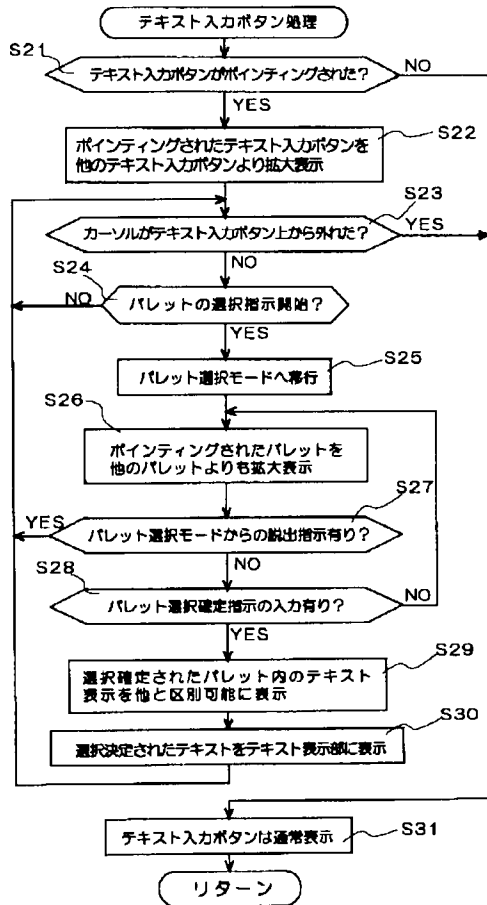 テキスト入力ボタン処理
S21
テキスト入力ボタンがポインティングされた?
NO
YES
S22
ポインティングされたテキスト入力ボタンを
他のテキスト入力ボタンより拡大表示
S23
カーソルがテキスト入力ボタン上から外れた?
YES
NO
S24
NO
パレットの選択指示開始?
YES
S25
パレット選択モードへ移行
S26
ポインティングされたパレットを
他のパレットよりも拡大表示
S27
YES
パレット選択モードからの脱出指示有り?
NO
S28
パレット選択確定指示の入力有り?
NO
YES
S29
選択確定されたパレット内のテキスト
表示を他と区別可能に表示
S30
選択決定されたテキストをテキスト表示部に表示
テキスト入力ボタンは通常表示
S31
リターン